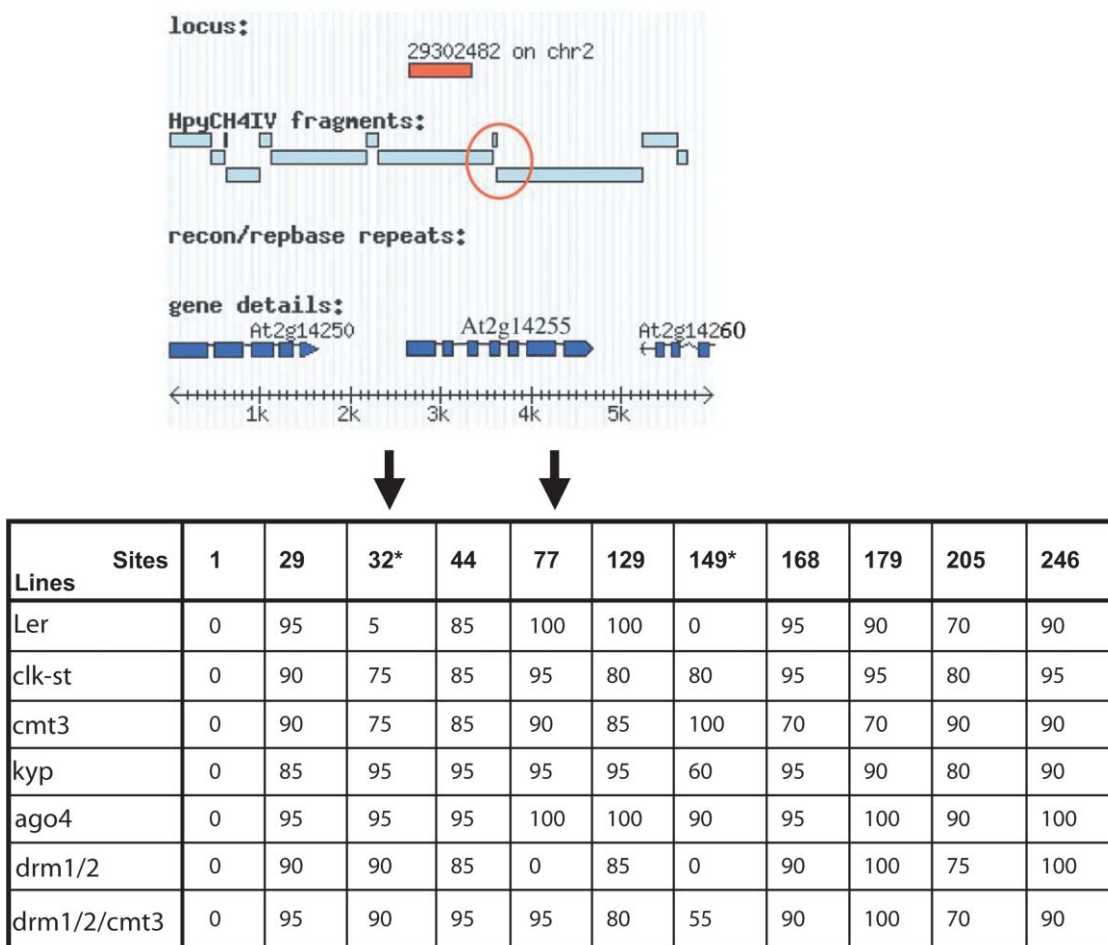 locus:
29302482 on chr2
HpyCH4IV fragments:
recon/repbase repeats:
gene details:
At2g14250 At2g14255 At2g14260
1k 2k 3k 4k 5k
Lines Sites 1 29 32* 44 77 129 149* 168 179 205 246
Ler 0 95 5 85 100 100 0 95 90 70 90
clk-st 0 90 75 85 95 80 80 95 95 80 95
cmt3 0 90 75 85 90 85 100 70 70 90 90
kyp 0 85 95 95 95 95 60 95 90 80 90
ago4 0 95 95 95 100 100 90 95 100 90 100
drm1/2 0 90 90 85 0 85 0 90 100 75 100
drm1/2/cmt3 0 95 90 95 95 80 55 90 100 70 90